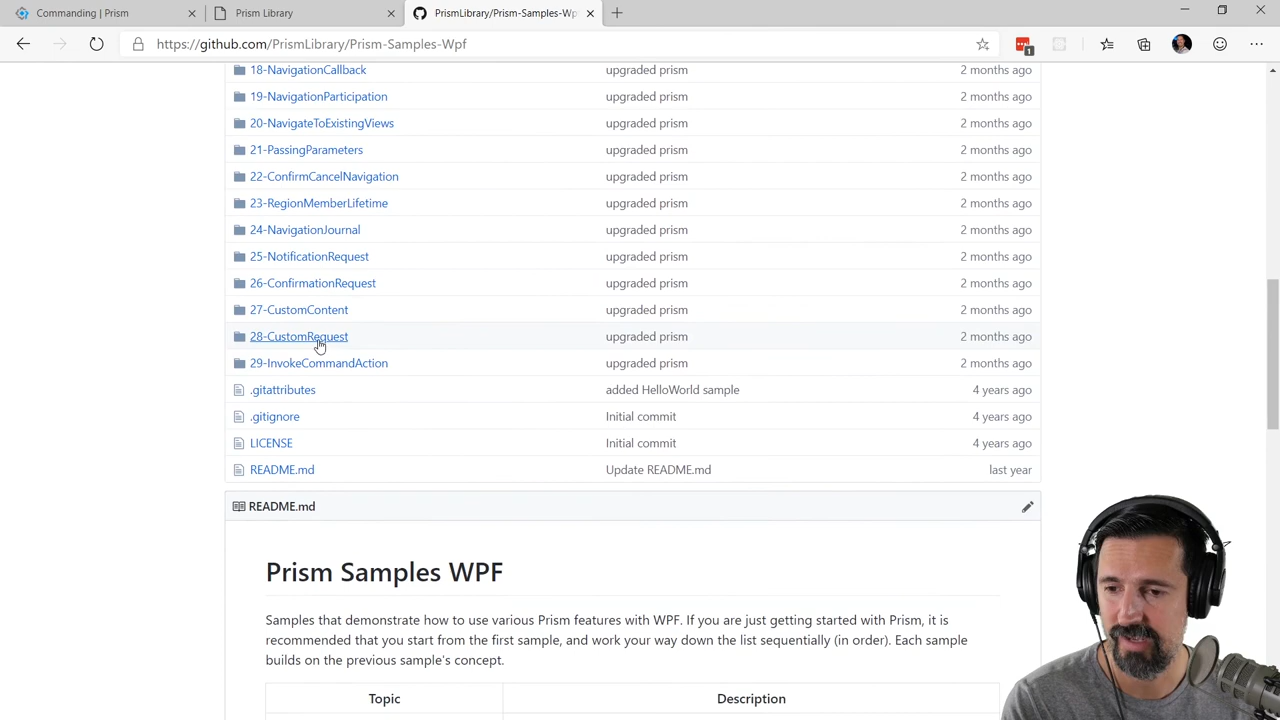 Commanding | Prism
Prism Library
PrismLibrary/Prism-Samples-Wp
https://github.com/PrismLibrary/Prism-Samples-Wpf
1
18-NavigationCallback upgraded prism 2 months ago
19-NavigationParticipation upgraded prism 2 months ago
20-NavigateToExistingViews upgraded prism 2 months ago
21-PassingParameters upgraded prism 2 months ago
22-ConfirmCancelNavigation upgraded prism 2 months ago
23-RegionMemberLifetime upgraded prism 2 months ago
24-NavigationJournal upgraded prism 2 months ago
25-NotificationRequest upgraded prism 2 months ago
26-ConfirmationRequest upgraded prism 2 months ago
27-CustomContent upgraded prism 2 months ago
28-CustomRequest upgraded prism 2 months ago
29-InvokeCommandAction upgraded prism 2 months ago
.gitattributes added HelloWorld sample 4 years ago
.gitignore Initial commit 4 years ago
LICENSE Initial commit 4 years ago
README.md Update README.md last year
README.md
Prism Samples WPF
Samples that demonstrate how to use various Prism features with WPF. If you are just getting started with Prism, it is
recommended that you start from the first sample, and work your way down the list sequentially (in order). Each sample
builds on the previous sample's concept.
Topic Description